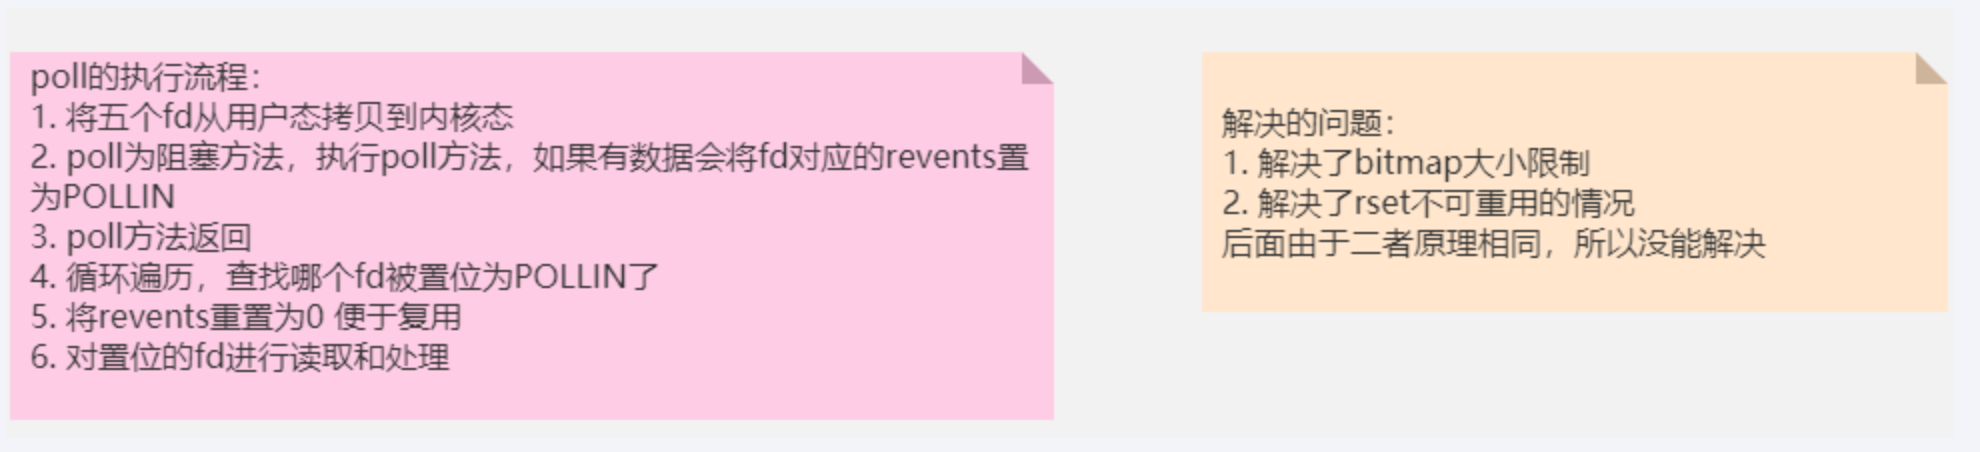 poll的执行流程：
1. 将五个fd从用户态拷贝到内核态
2. poll为阻塞方法，执行poll方法，如果有数据会将fd对应的revents置
为POLLIN
3. poll方法返回
4. 循环遍历，查找哪个fd被置位为POLLIN了
5. 将revents重置为0 便于复用
6. 对置位的fd进行读取和处理
解决的问题：
1. 解决了bitmap大小限制
2. 解决了rset不可重用的情况
后面由于二者原理相同，所以没能解决